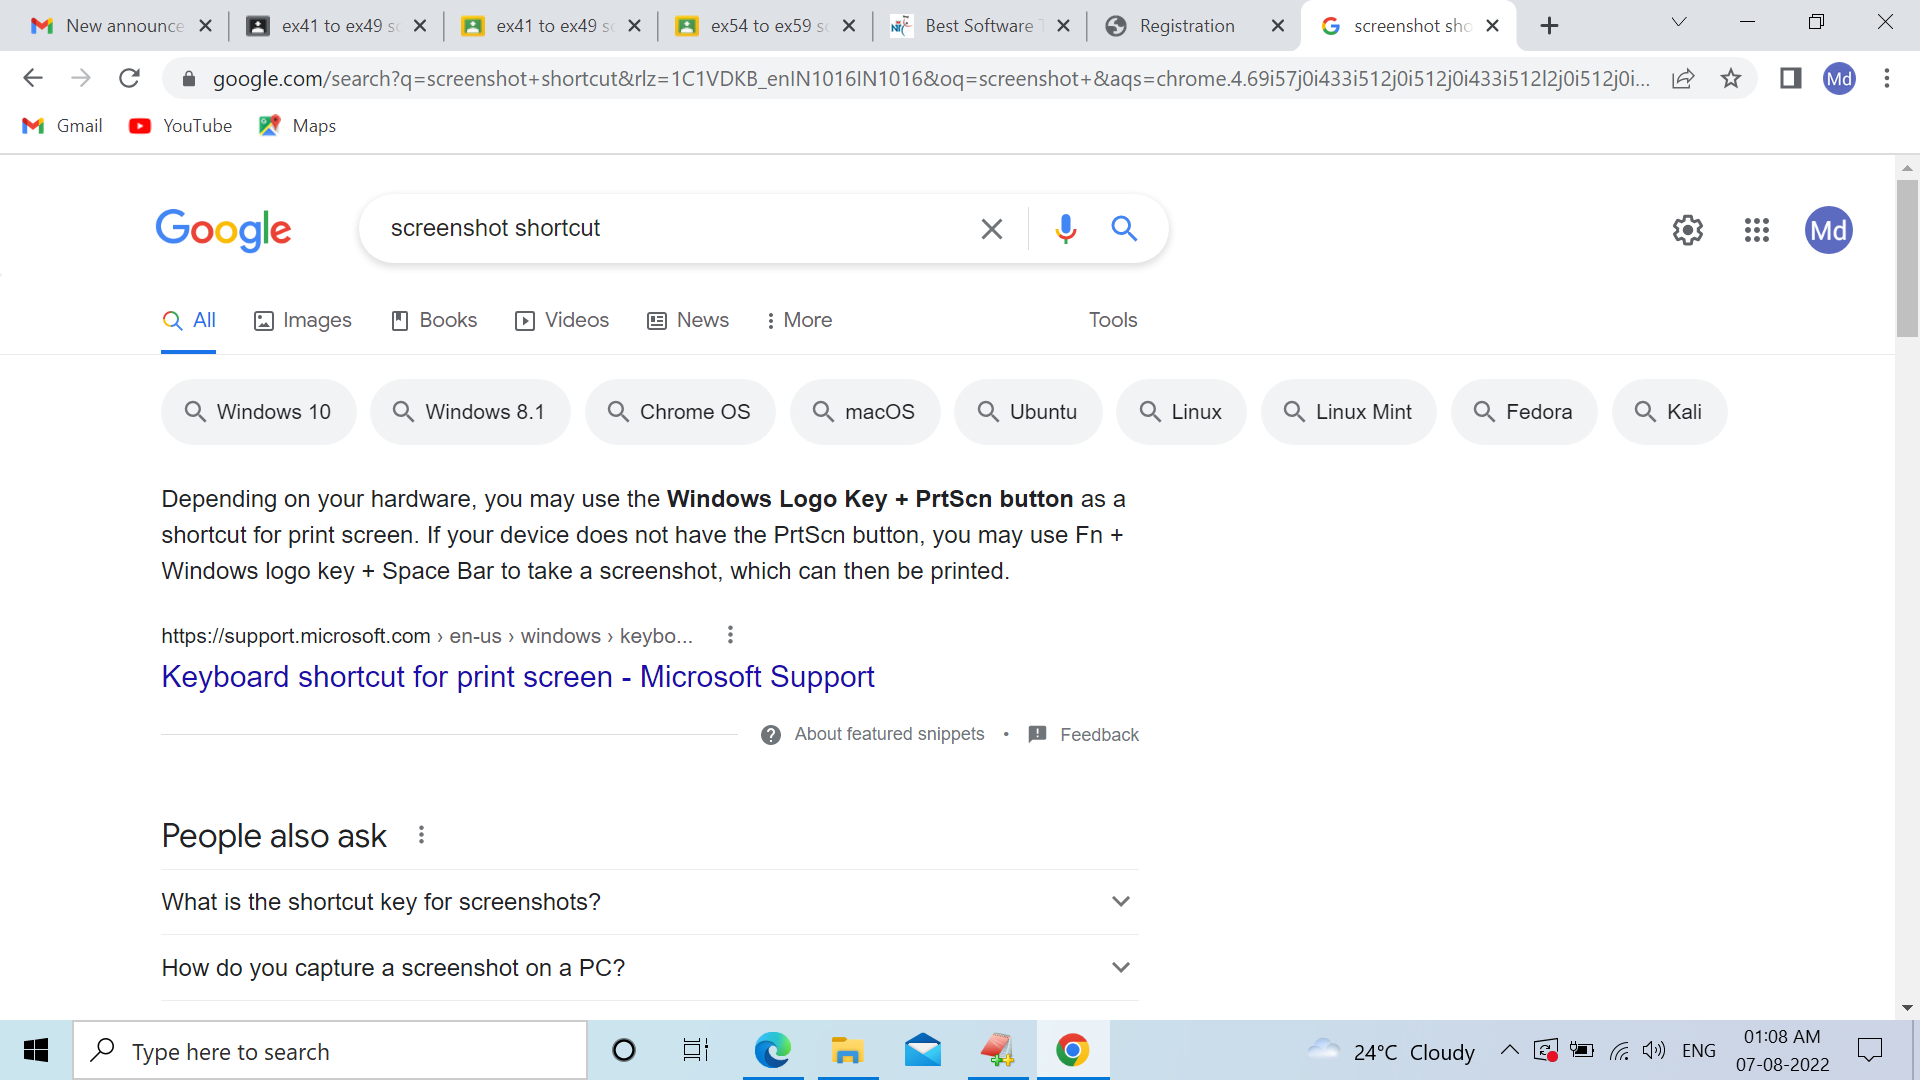 New announce
ex41 to ex49 s
ex41 to ex49 s
ex54 to ex59 s
Best Software T
Registration
screenshot sho
google.com/search?q=screenshot+shortcut&rlz=1C1VDKB_enIN1016IN1016&oq=screenshot+&aqs=chrome.4.69i57j0i433i512j0i512j0i433i512l2j0i512j0i...
Md
Gmail
YouTube
Maps
Google
screenshot shortcut
Md
All
Images
Books
Videos
News
More
Tools
Windows 10
Windows 8.1
Chrome OS
macOS
Ubuntu
Linux
Linux Mint
Fedora
Kali
Depending on your hardware, you may use the Windows Logo Key + PrtScn button as a
shortcut for print screen. If your device does not have the PrtScn button, you may use Fn +
Windows logo key + Space Bar to take a screenshot, which can then be printed.
https://support.microsoft.com › en-us › windows › keybo...
Keyboard shortcut for print screen - Microsoft Support
About featured snippets • Feedback
People also ask
What is the shortcut key for screenshots?
How do you capture a screenshot on a PC?
Type here to search
24°C Cloudy
ENG
01:08 AM
07-08-2022